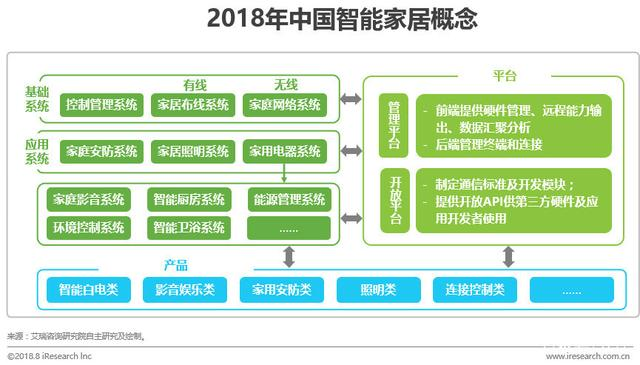 2018年中国智能家居概念
有线
无线
基础
系统
控制管理系统
家居布线系统
家庭网络系统
应用
系统
家庭安防系统
家居照明系统
家用电器系统
家庭影音系统
智能厨房系统
能源管理系统
环境控制系统
智能卫浴系统
……
平台
管理平台
- 前端提供硬件管理、远程能力输
出、数据汇聚分析
- 后端管理终端和连接
开放平台
- 制定通信标准及开发模块；
- 提供开放API供第三方硬件及应
用开发者使用
产品
智能白电类
影音娱乐类
家用安防类
照明类
连接控制类
……
来源：艾瑞咨询研究院自主研究及绘制。
©2018.8 iResearch Inc
www.iresearch.com.cn